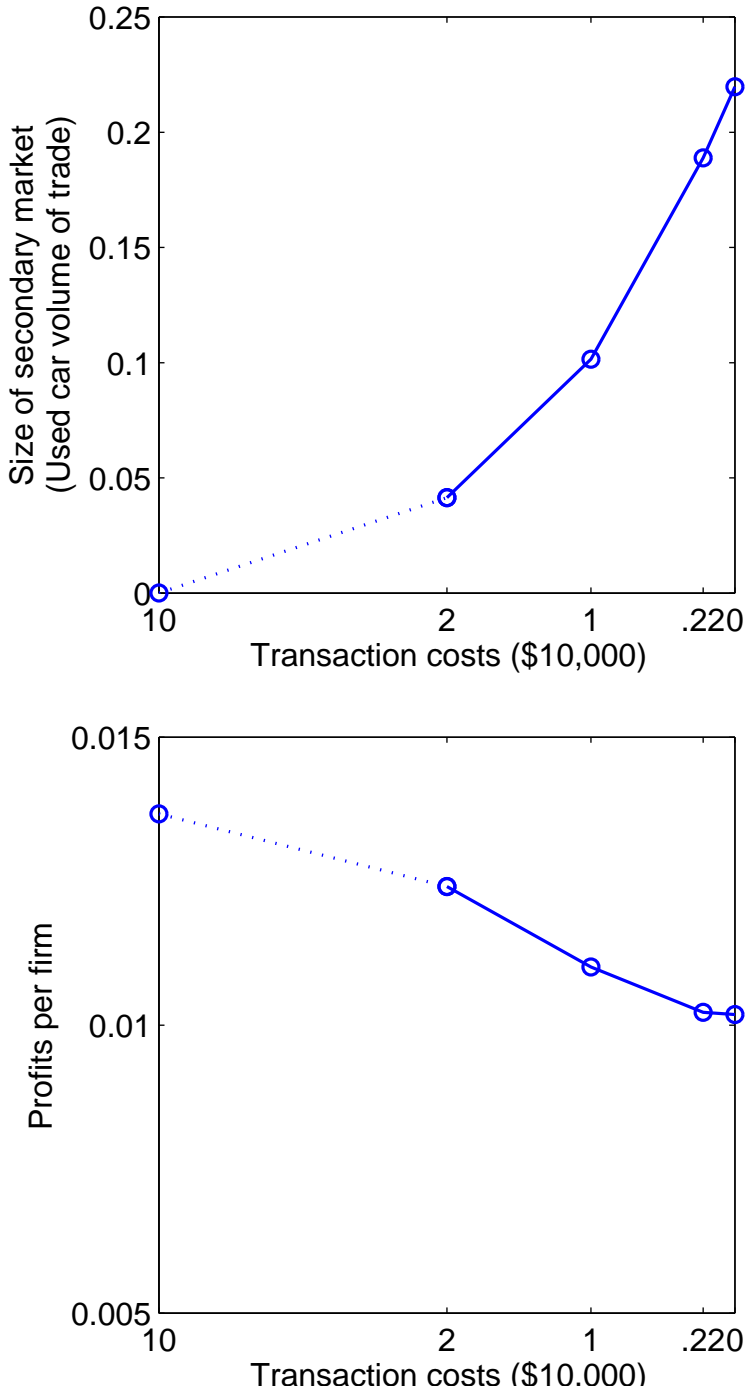 0.25
0.2
0.15
0.1
0.05
0
Size of secondary market
(Used car volume of trade)
10 2 1 .220
Transaction costs ($10,000)
0.015
0.01
0.005
Profits per firm
10 2 1 .220
Transaction costs ($10,000)